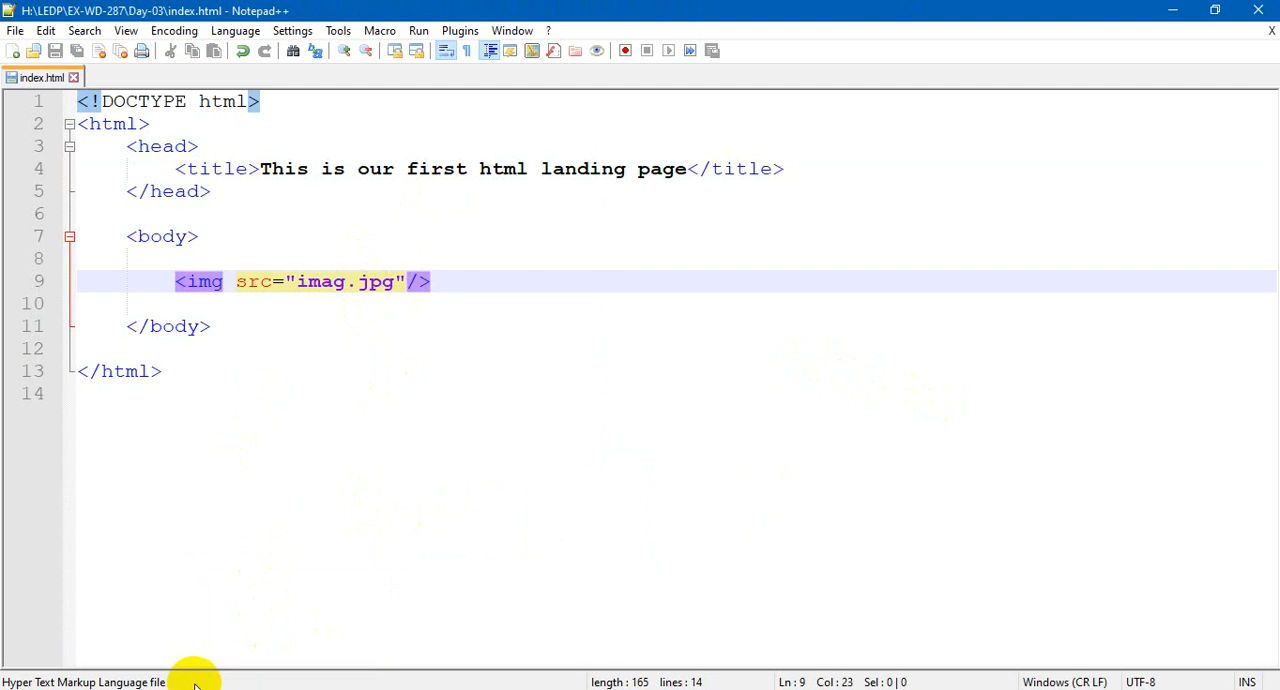 H:\LEDP\EX-WD-287\Day-03\index.html - Notepad++
File Edit Search View Encoding Language Settings Tools Macro Run Plugins Window ? X
index.html
1 <!DOCTYPE html>
2 <html>
3 <head>
4 <title>This is our first html landing page</title>
5 </head>
6
7 <body>
8
9 <img src="imag.jpg"/>
10
11 </body>
12
13 </html>
14
Hyper Text Markup Language file length : 165 lines : 14 Ln : 9 Col : 23 Sel : 0 | 0 Windows (CR LF) UTF-8 INS